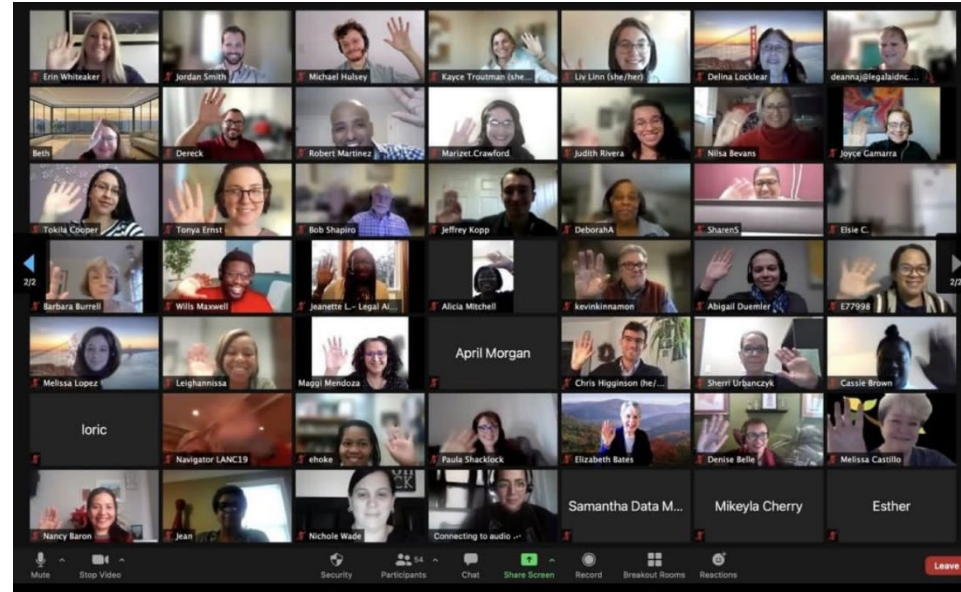 Erin Whiteaker
Jordan Smith
Michael Hulsey
Kayce Troutman (she...
Liv Linn (she/her)
Delina Locklear
deannaj@legalaidnc....
Beth
Dereck
Robert Martinez
Marizet.Crawford
Judith Rivera
Nilsa Bevans
Joyce Gamarra
Tokila Cooper
Tonya Ernst
Bob Shapiro
Jeffrey Kopp
DeborahA
SharenS
Elsie C.
2/2
Barbara Burrell
Wills Maxwell
Jeanette L.- Legal Ai...
Alicia Mitchell
kevinkinnamon
Abigail Duemler
E77998
2/2
Melissa Lopez
Leighannissa
Maggi Mendoza
April Morgan
Chris Higginson (he/...
Sherri Urbanczyk
Cassie Brown
loric
Navigator LANC19
ehoke
Paula Shacklock
Elizabeth Bates
Denise Belle
Melissa Castillo
Nancy Baron
Jean
Nichole Wade
Connecting to audio ...
Samantha Data M...
Mikeyla Cherry
Esther
Mute
Stop Video
Security
54
Participants
Chat
Share Screen
Record
Breakout Rooms
Reactions
Leave